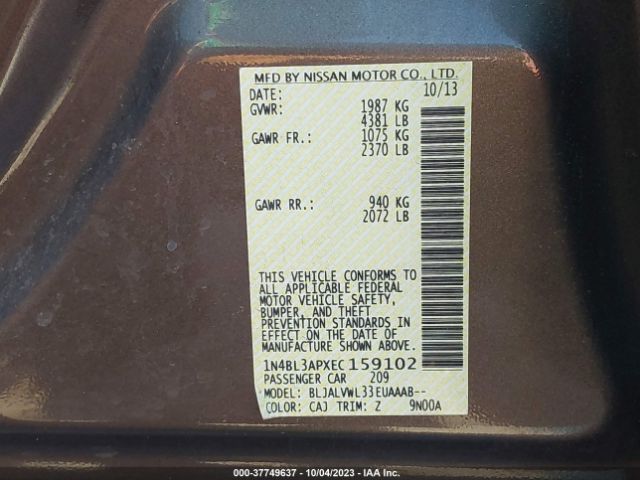 MFD BY NISSAN MOTOR CO., LTD.
DATE: 10/13
GVWR: 1987 KG
4381 LB
GAWR FR.: 1075 KG
2370 LB
GAWR RR.: 940 KG
2072 LB
THIS VEHICLE CONFORMS TO
ALL APPLICABLE FEDERAL
MOTOR VEHICLE SAFETY,
BUMPER, AND THEFT
PREVENTION STANDARDS IN
EFFECT ON THE DATE OF
MANUFACTURE SHOWN ABOVE.
1N4BL3APXEC159102
PASSENGER CAR 209
MODEL: BLJALVWL33EUAAAB--
COLOR: CAJ TRIM: Z 9N00A
000-37749637 - 10/04/2023 - IAA Inc.